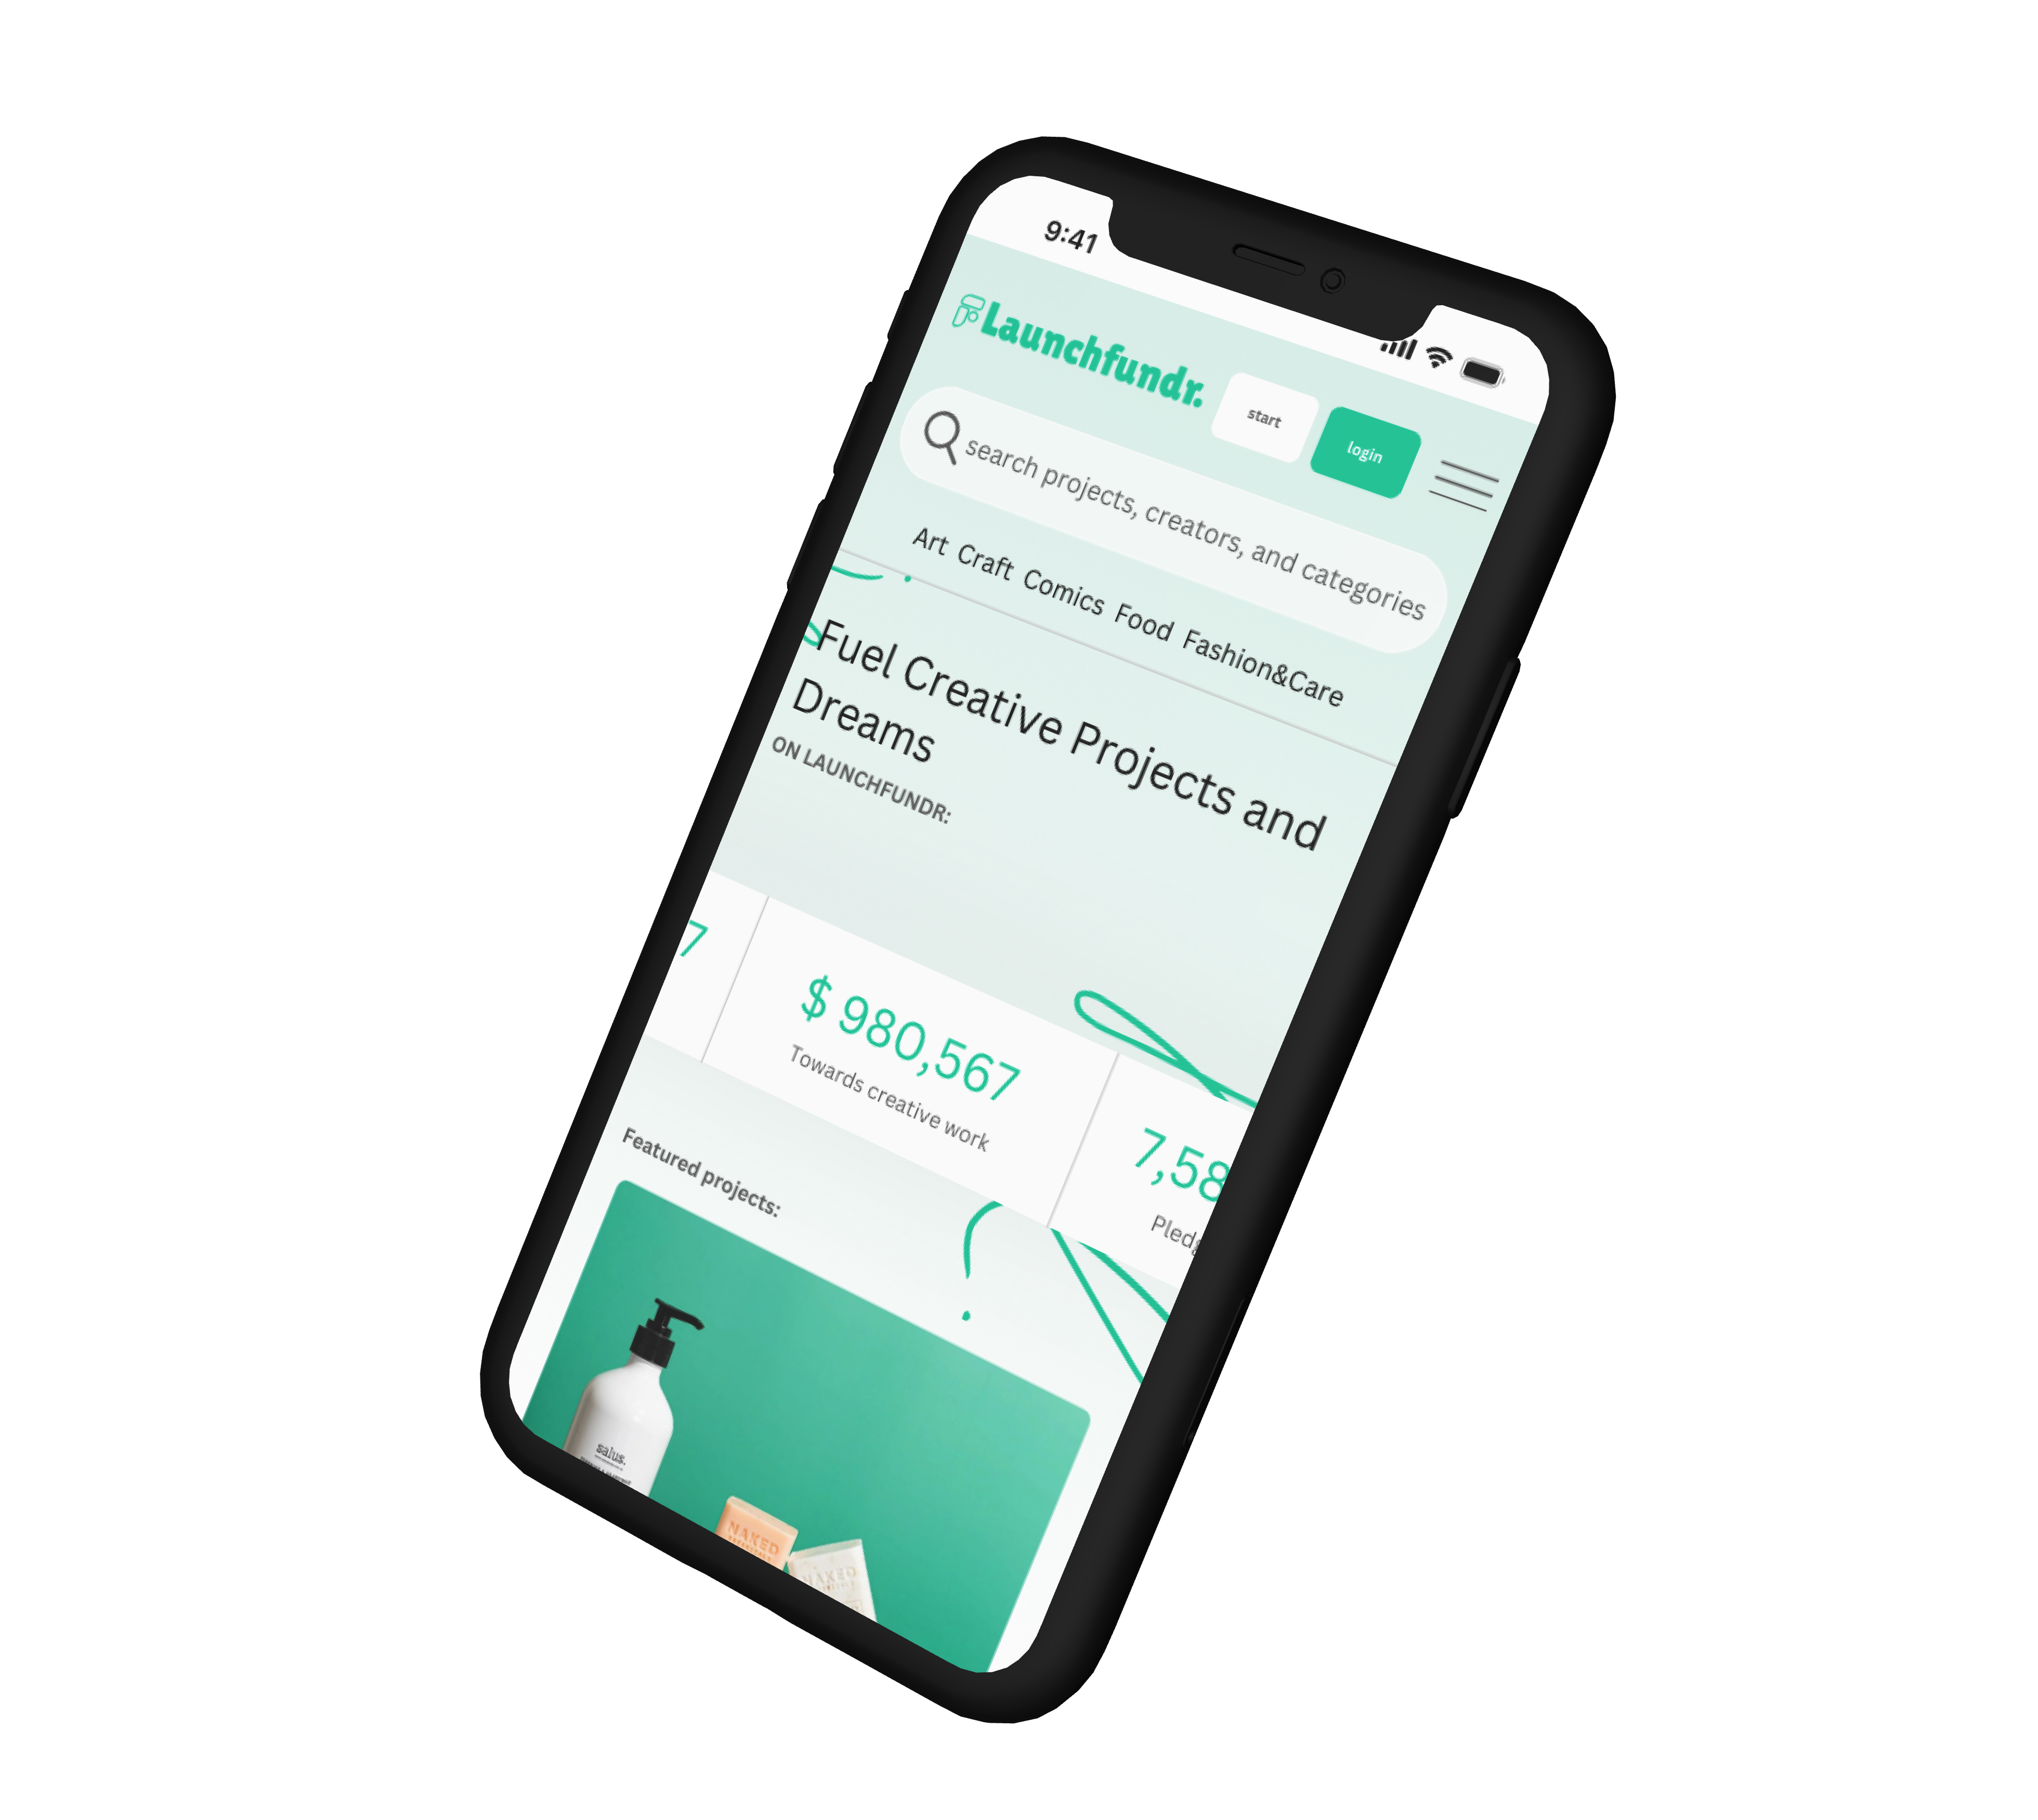 9:41
Launchfundr.
start
login
search projects, creators, and categories
Art Craft Comics Food Fashion&Care
Fuel Creative Projects and
Dreams
ON LAUNCHFUNDR:
7
$ 980,567
7,58
Towards creative work
Pledg
Featured projects:
salus.
NAKED
NAKED